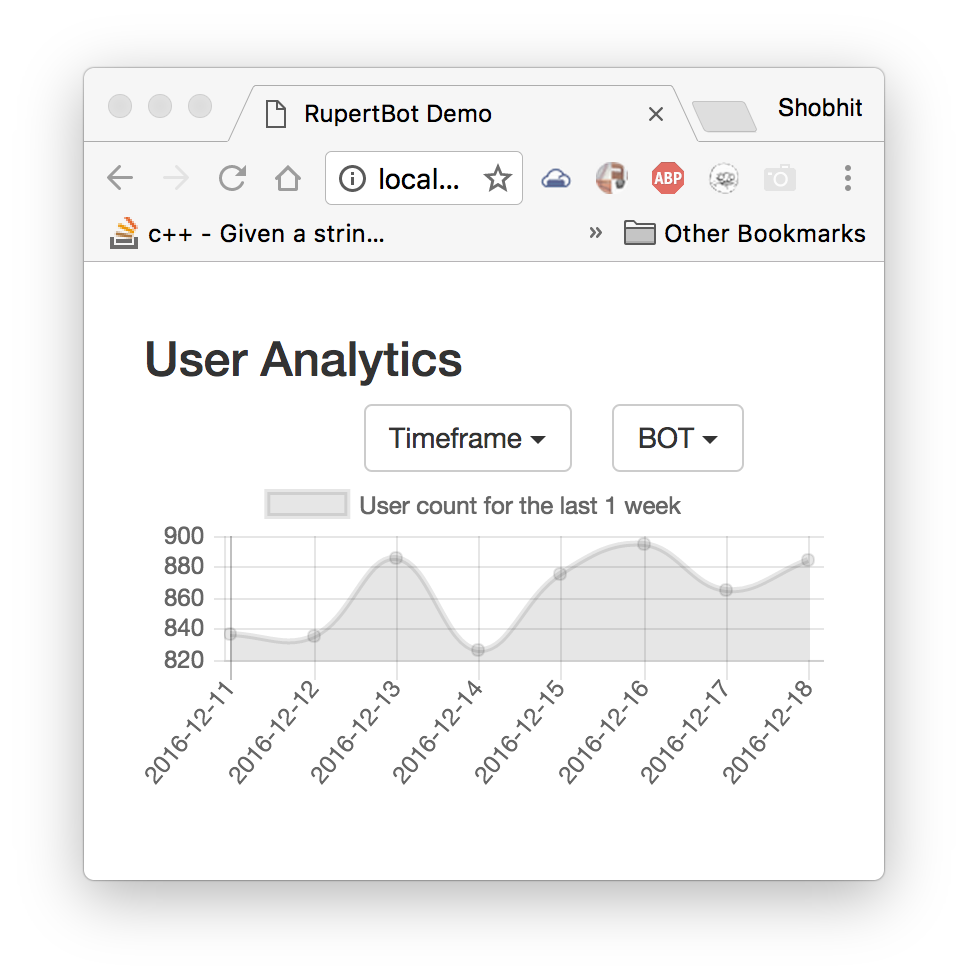 RupertBot Demo
Shobhit
local...
ABP
c++ - Given a strin...
» Other Bookmarks
User Analytics
Timeframe
BOT
User count for the last 1 week
900
880
860
840
820
2016-12-11
2016-12-12
2016-12-13
2016-12-14
2016-12-15
2016-12-16
2016-12-17
2016-12-18